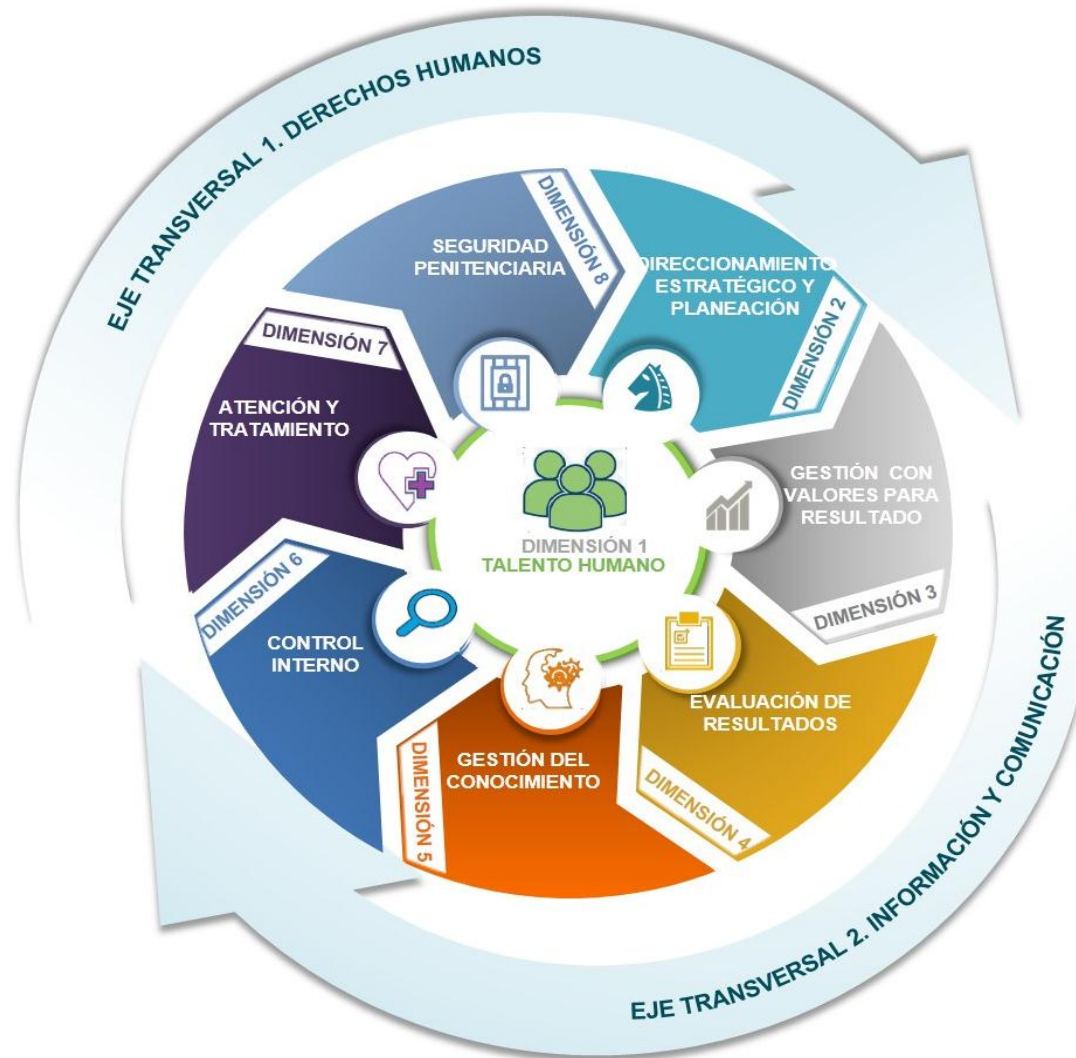 EJE TRANSVERSAL 1. DERECHOS HUMANOS
DIMENSIÓN 1
TALENTO HUMANO
DIRECCIONAMIENTO
ESTRATÉGICO Y
PLANEACIÓN
DIMENSIÓN 2
GESTIÓN CON
VALORES PARA
RESULTADO
DIMENSIÓN 3
EVALUACIÓN DE
RESULTADOS
DIMENSIÓN 4
GESTIÓN DEL
CONOCIMIENTO
DIMENSIÓN 5
CONTROL
INTERNO
DIMENSIÓN 6
ATENCIÓN Y
TRATAMIENTO
DIMENSIÓN 7
SEGURIDAD
PENITENCIARIA
DIMENSIÓN 8
EJE TRANSVERSAL 2. INFORMACIÓN Y COMUNICACIÓN